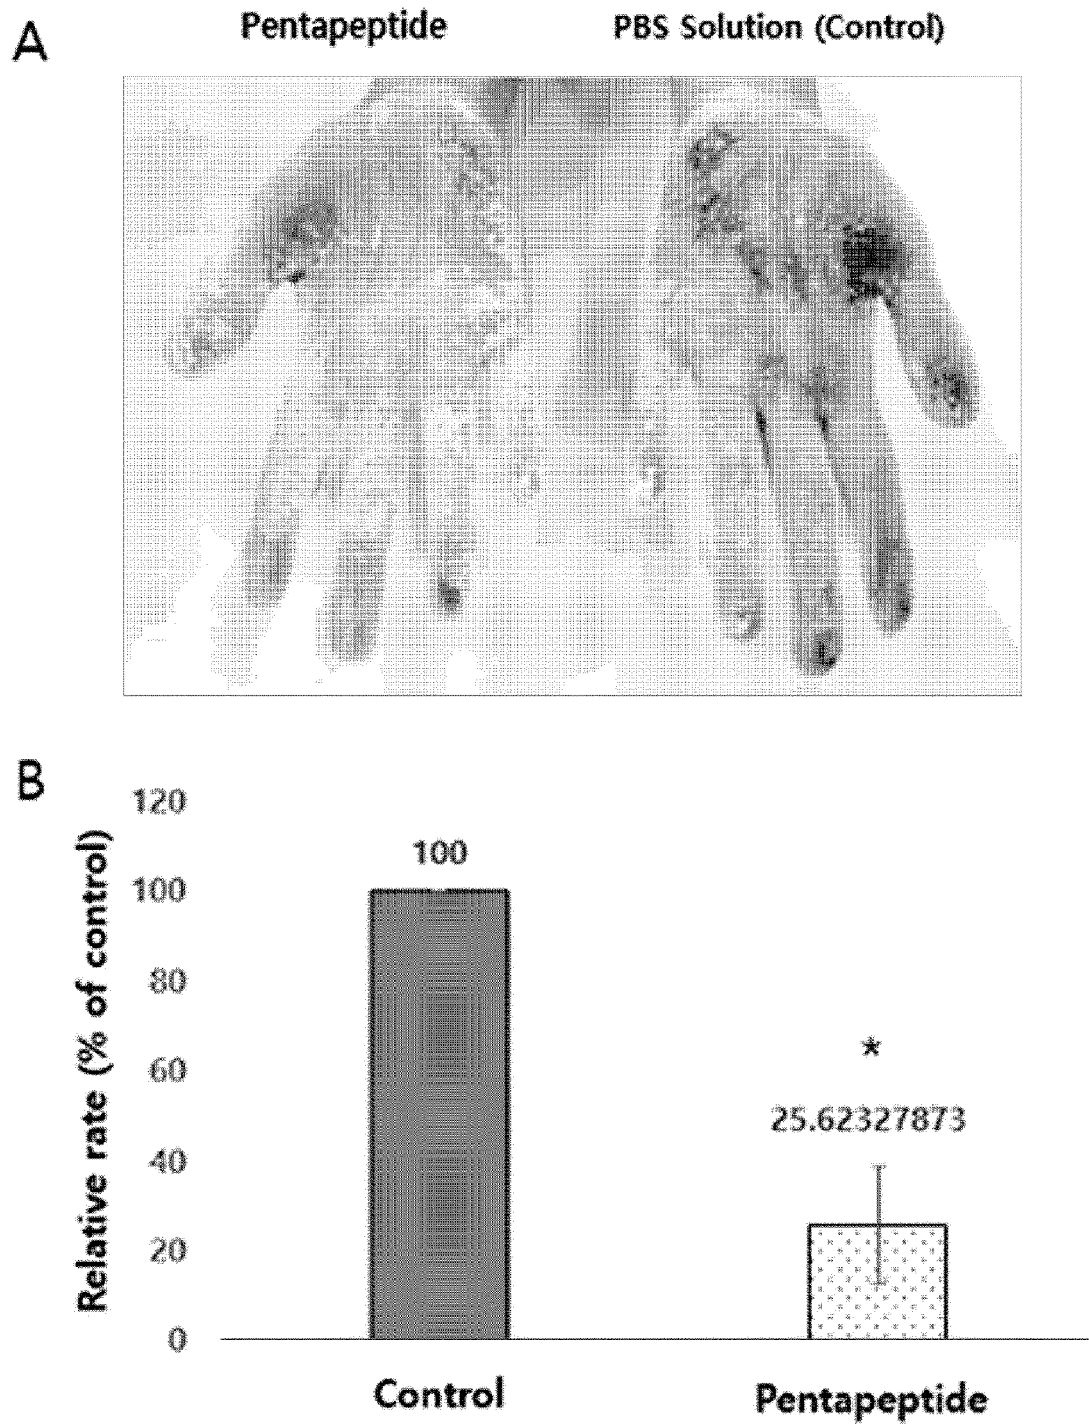 A
Pentapeptide PBS Solution (Control)
B
Relative rate (% of control)
120
100
80
60
40
20
0
100
*
25.62327873
Control Pentapeptide